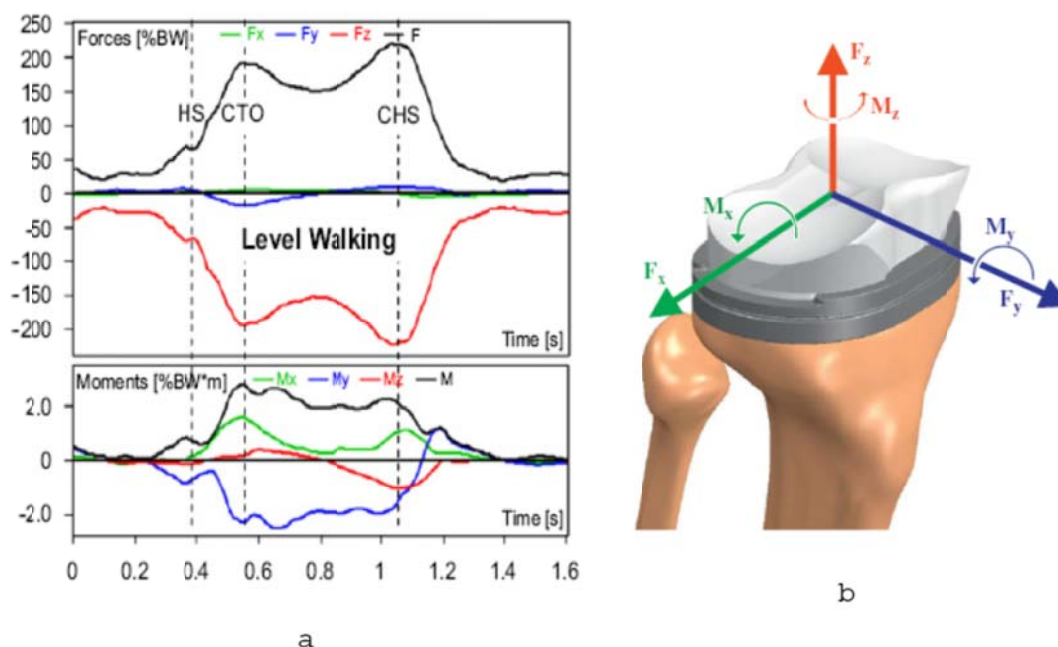 250
Forces [%BW] Fx Fy Fz F
200
150
HS CTO CHS
100
50
0
-50
Level Walking
-100
-150
-200
Time [s]
Moments [%BW*m] Mx My Mz M
2.0
0
-2.0
Time [s]
0 0.2 0.4 0.6 0.8 1 1.2 1.4 1.6
a
Fz
Mz
Mx
My
Fx
Fy
b